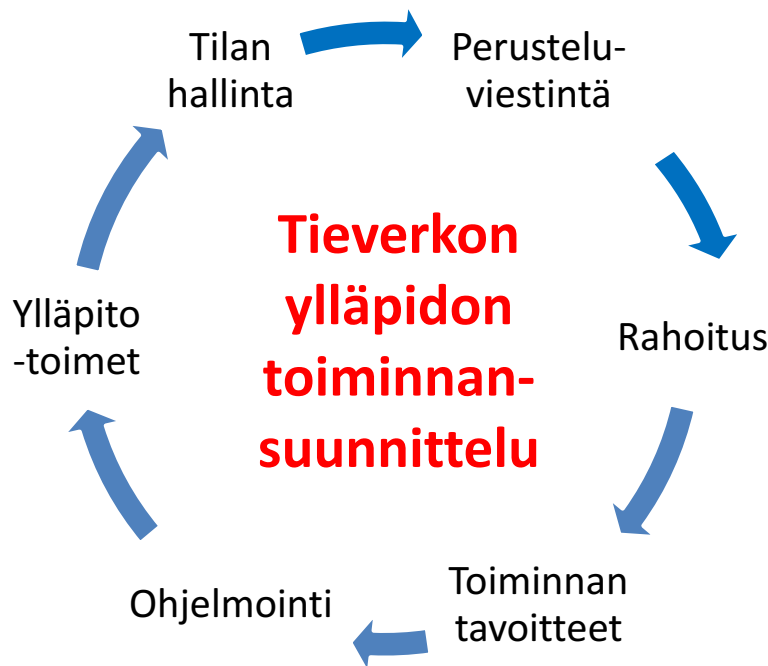 Tilan
hallinta
Perustelu-
viestintä
Rahoitus
Toiminnan
tavoitteet
Ohjelmointi
Ylläpito
-toimet
Tieverkon
ylläpidon
toiminnan-
suunnittelu